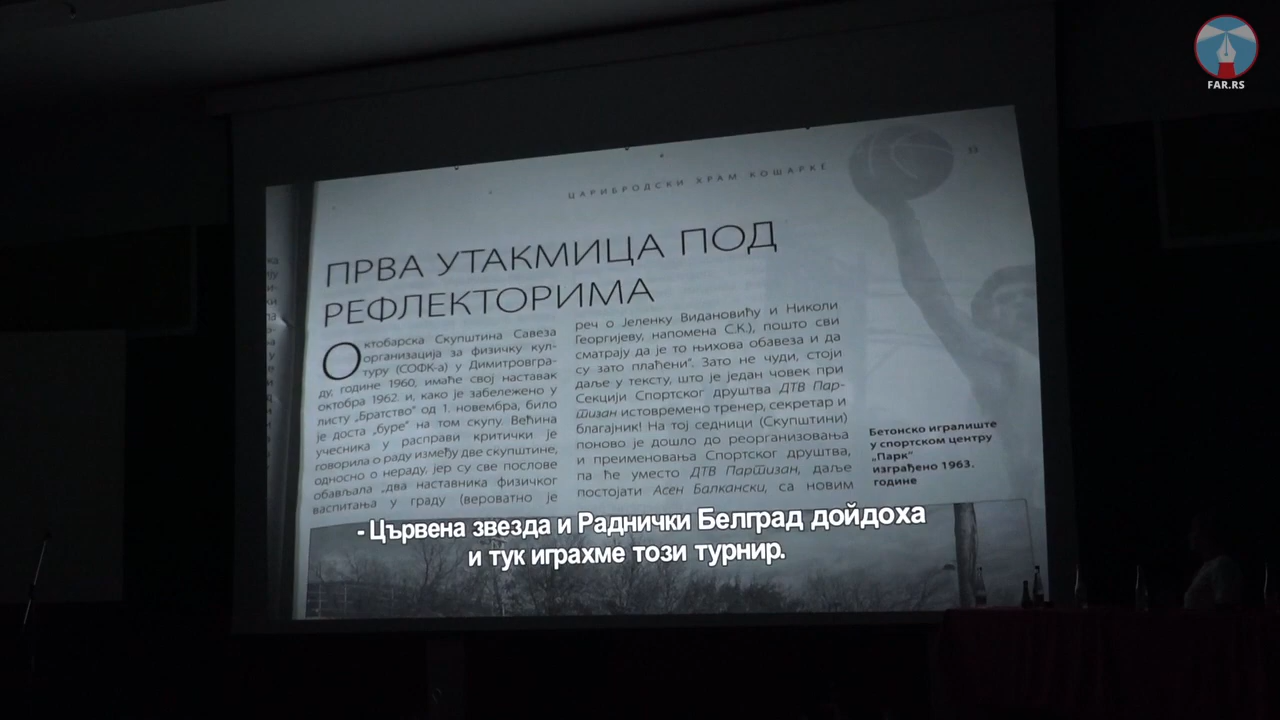 FAR.RS
ЦАРИБРОДСКИ ХРАМ КОШАРКЕ
33
ПРВА УТАКМИЦА ПОД
РЕФЛЕКТОРИМА
Октобарска Скупштина Савеза
организација за физичку кул-
туру (СОФК-а) у Димитровгра-
ду, године 1960, имаће свој наставак
октобра 1962. и, како је забележено у
листу „Братство” од 1. новембра, било
је доста „буре” на том скупу. Већина
учесника у расправи критички је
говорила о раду између две скупштине,
односно о нераду, јер су све послове
обављала „два наставника физичког
васпитања у граду (вероватно је
реч о Јеленку Видановићу и Николи
Георгијеву, напомена С.К.), пошто сви
сматрају да је то њихова обавеза и да
су зато плаћени”. Зато не чуди, стоји
даље у тексту, што је један човек при
Секцији Спортског друштва ДТВ Пар-
тизан истовремено тренер, секретар и
благајник! На тој седници (Скупштини)
поново је дошло до реорганизовања
и преименовања Спортског друштва,
па ће уместо ДТВ Партизан, даље
постојати Асен Балкански, са новим
Бетонско игралиште
у спортском центру
„Парк”
изграђено 1963.
године
- Цървена звезда и Раднички Белград дойдоха
и тук играхме този турнир.